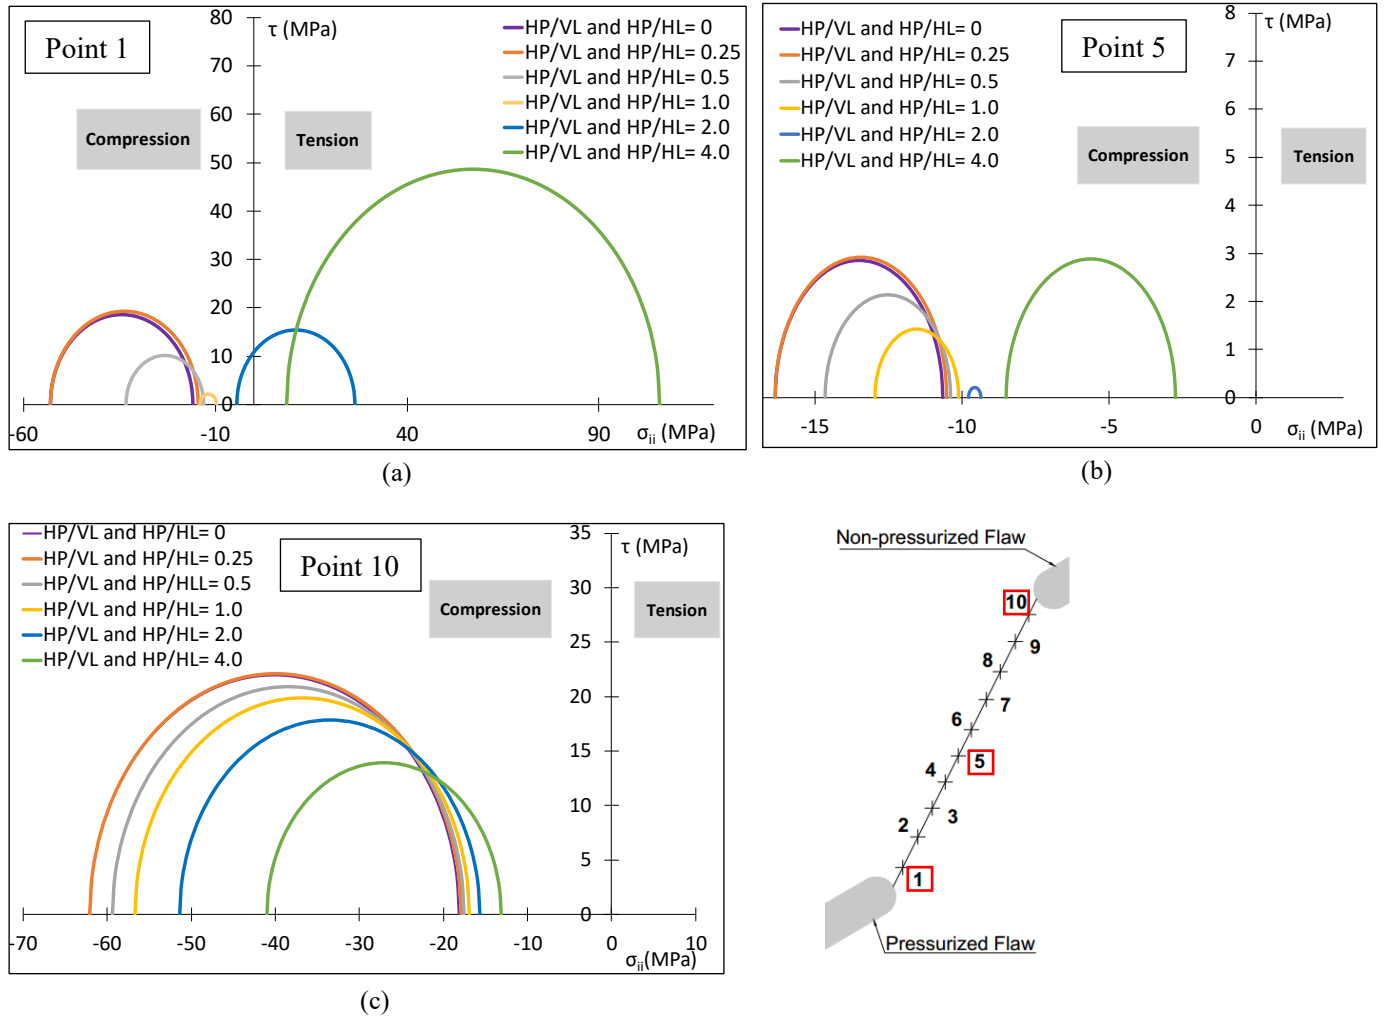 Point 1
τ (MPa)
80
70
60
50
40
30
20
10
0
-60
-10
40
90
σii (MPa)
Compression
Tension
HP/VL and HP/HL= 0
HP/VL and HP/HL= 0.25
HP/VL and HP/HL= 0.5
HP/VL and HP/HL= 1.0
HP/VL and HP/HL= 2.0
HP/VL and HP/HL= 4.0
(a)
HP/VL and HP/HL= 0
HP/VL and HP/HL= 0.25
HP/VL and HP/HL= 0.5
HP/VL and HP/HL= 1.0
HP/VL and HP/HL= 2.0
HP/VL and HP/HL= 4.0
Point 5
τ (MPa)
8
7
6
5
4
3
2
1
0
-15
-10
-5
0
σii (MPa)
Compression
Tension
(b)
HP/VL and HP/HL= 0
HP/VL and HP/HL= 0.25
HP/VL and HP/HLL= 0.5
HP/VL and HP/HL= 1.0
HP/VL and HP/HL= 2.0
HP/VL and HP/HL= 4.0
Point 10
τ (MPa)
35
30
25
20
15
10
5
0
-70
-60
-50
-40
-30
-20
-10
0
10
σii(MPa)
Compression
Tension
(c)
Non-pressurized Flaw
10
9
8
7
6
5
4
3
2
1
Pressurized Flaw